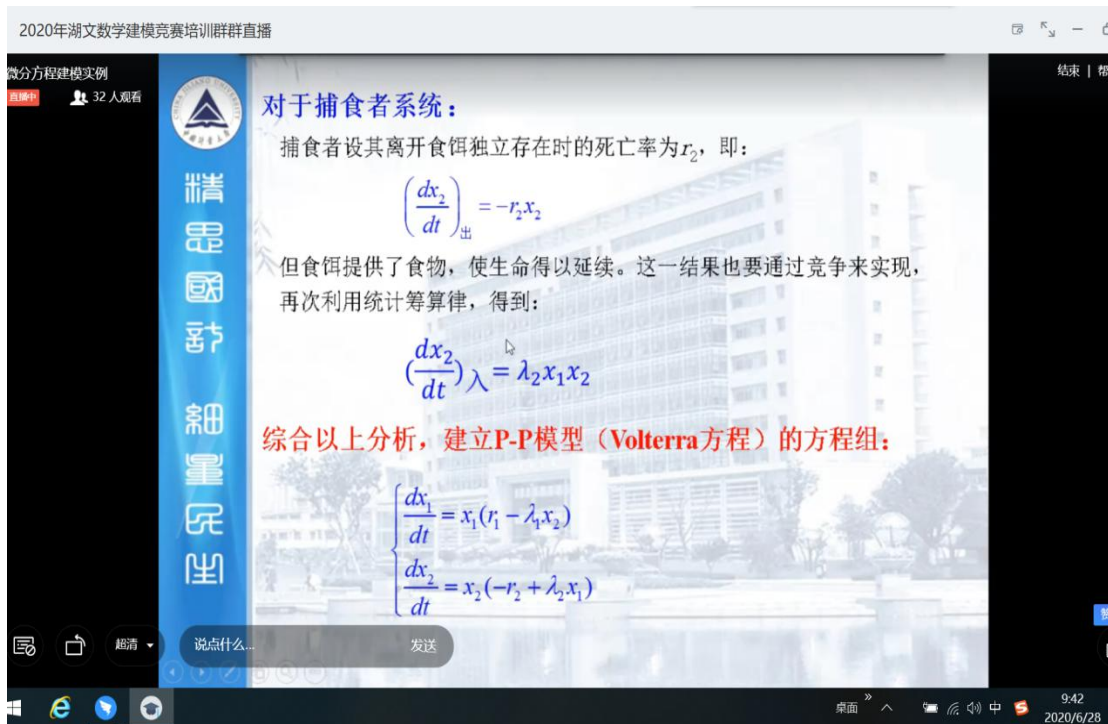 2020年湖文数学建模竞赛培训群群直播
微分方程建模实例
结束 | 帮
直播中 32 人观看
对于捕食者系统：
捕食者设其离开食饵独立存在时的死亡率为r₂，即：
(dx₂/dt)出 = -r₂x₂
但食饵提供了食物，使生命得以延续。这一结果也要通过竞争来实现，
再次利用统计筹算律，得到：
(dx₂/dt)入 = λ₂x₁x₂
综合以上分析，建立P-P模型（Volterra方程）的方程组：
dx₁/dt = x₁(r₁ - λ₁x₂)
dx₂/dt = x₂(-r₂ + λ₂x₁)
超清
说点什么...
发送
桌面
中
9:42
2020/6/28